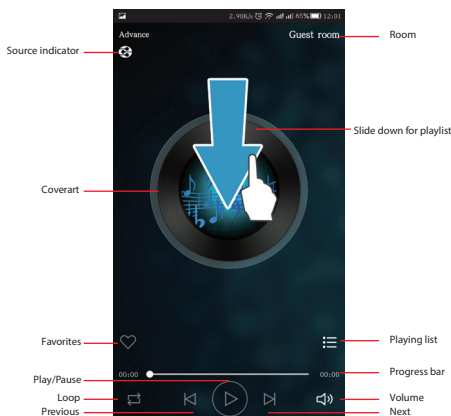 2.90K/s 85% 12:01
Advance
Guest room
Room
Source indicator
Slide down for playlist
Coverart
Favorites
Playing list
00:00
00:00
Progress bar
Play/Pause
Loop
Volume
Previous
Next